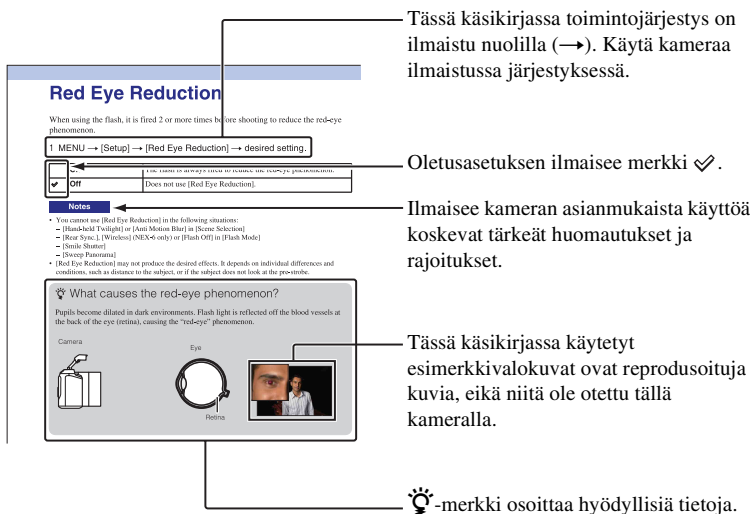 Tässä käsikirjassa toimintojärjestys on
ilmaistu nuolilla (→). Käytä kameraa
ilmaistussa järjestyksessä.
Red Eye Reduction
When using the flash, it is fired 2 or more times before shooting to reduce the red-eye
phenomenon.
1 MENU → [Setup] → [Red Eye Reduction] → desired setting.
The flash is always fired to reduce the red-eye phenomenon.
✔ Off Does not use [Red Eye Reduction].
Oletusasetuksen ilmaisee merkki ✔.
Notes
• You cannot use [Red Eye Reduction] in the following situations:
– [Hand-held Twilight] or [Anti Motion Blur] in [Scene Selection]
– [Rear Sync.], [Wireless] (NEX-6 only) or [Flash Off] in [Flash Mode]
– [Smile Shutter]
– [Sweep Panorama]
• [Red Eye Reduction] may not produce the desired effects. It depends on individual differences and
conditions, such as distance to the subject, or if the subject does not look at the pre-strobe.
Ilmaisee kameran asianmukaista käyttöä
koskevat tärkeät huomautukset ja
rajoitukset.
What causes the red-eye phenomenon?
Pupils become dilated in dark environments. Flash light is reflected off the blood vessels at
the back of the eye (retina), causing the "red-eye" phenomenon.
Camera
Eye
Retina
Tässä käsikirjassa käytetyt
esimerkkivalokuvat ovat reprodusoituja
kuvia, eikä niitä ole otettu tällä
kameralla.
-merkki osoittaa hyödyllisiä tietoja.